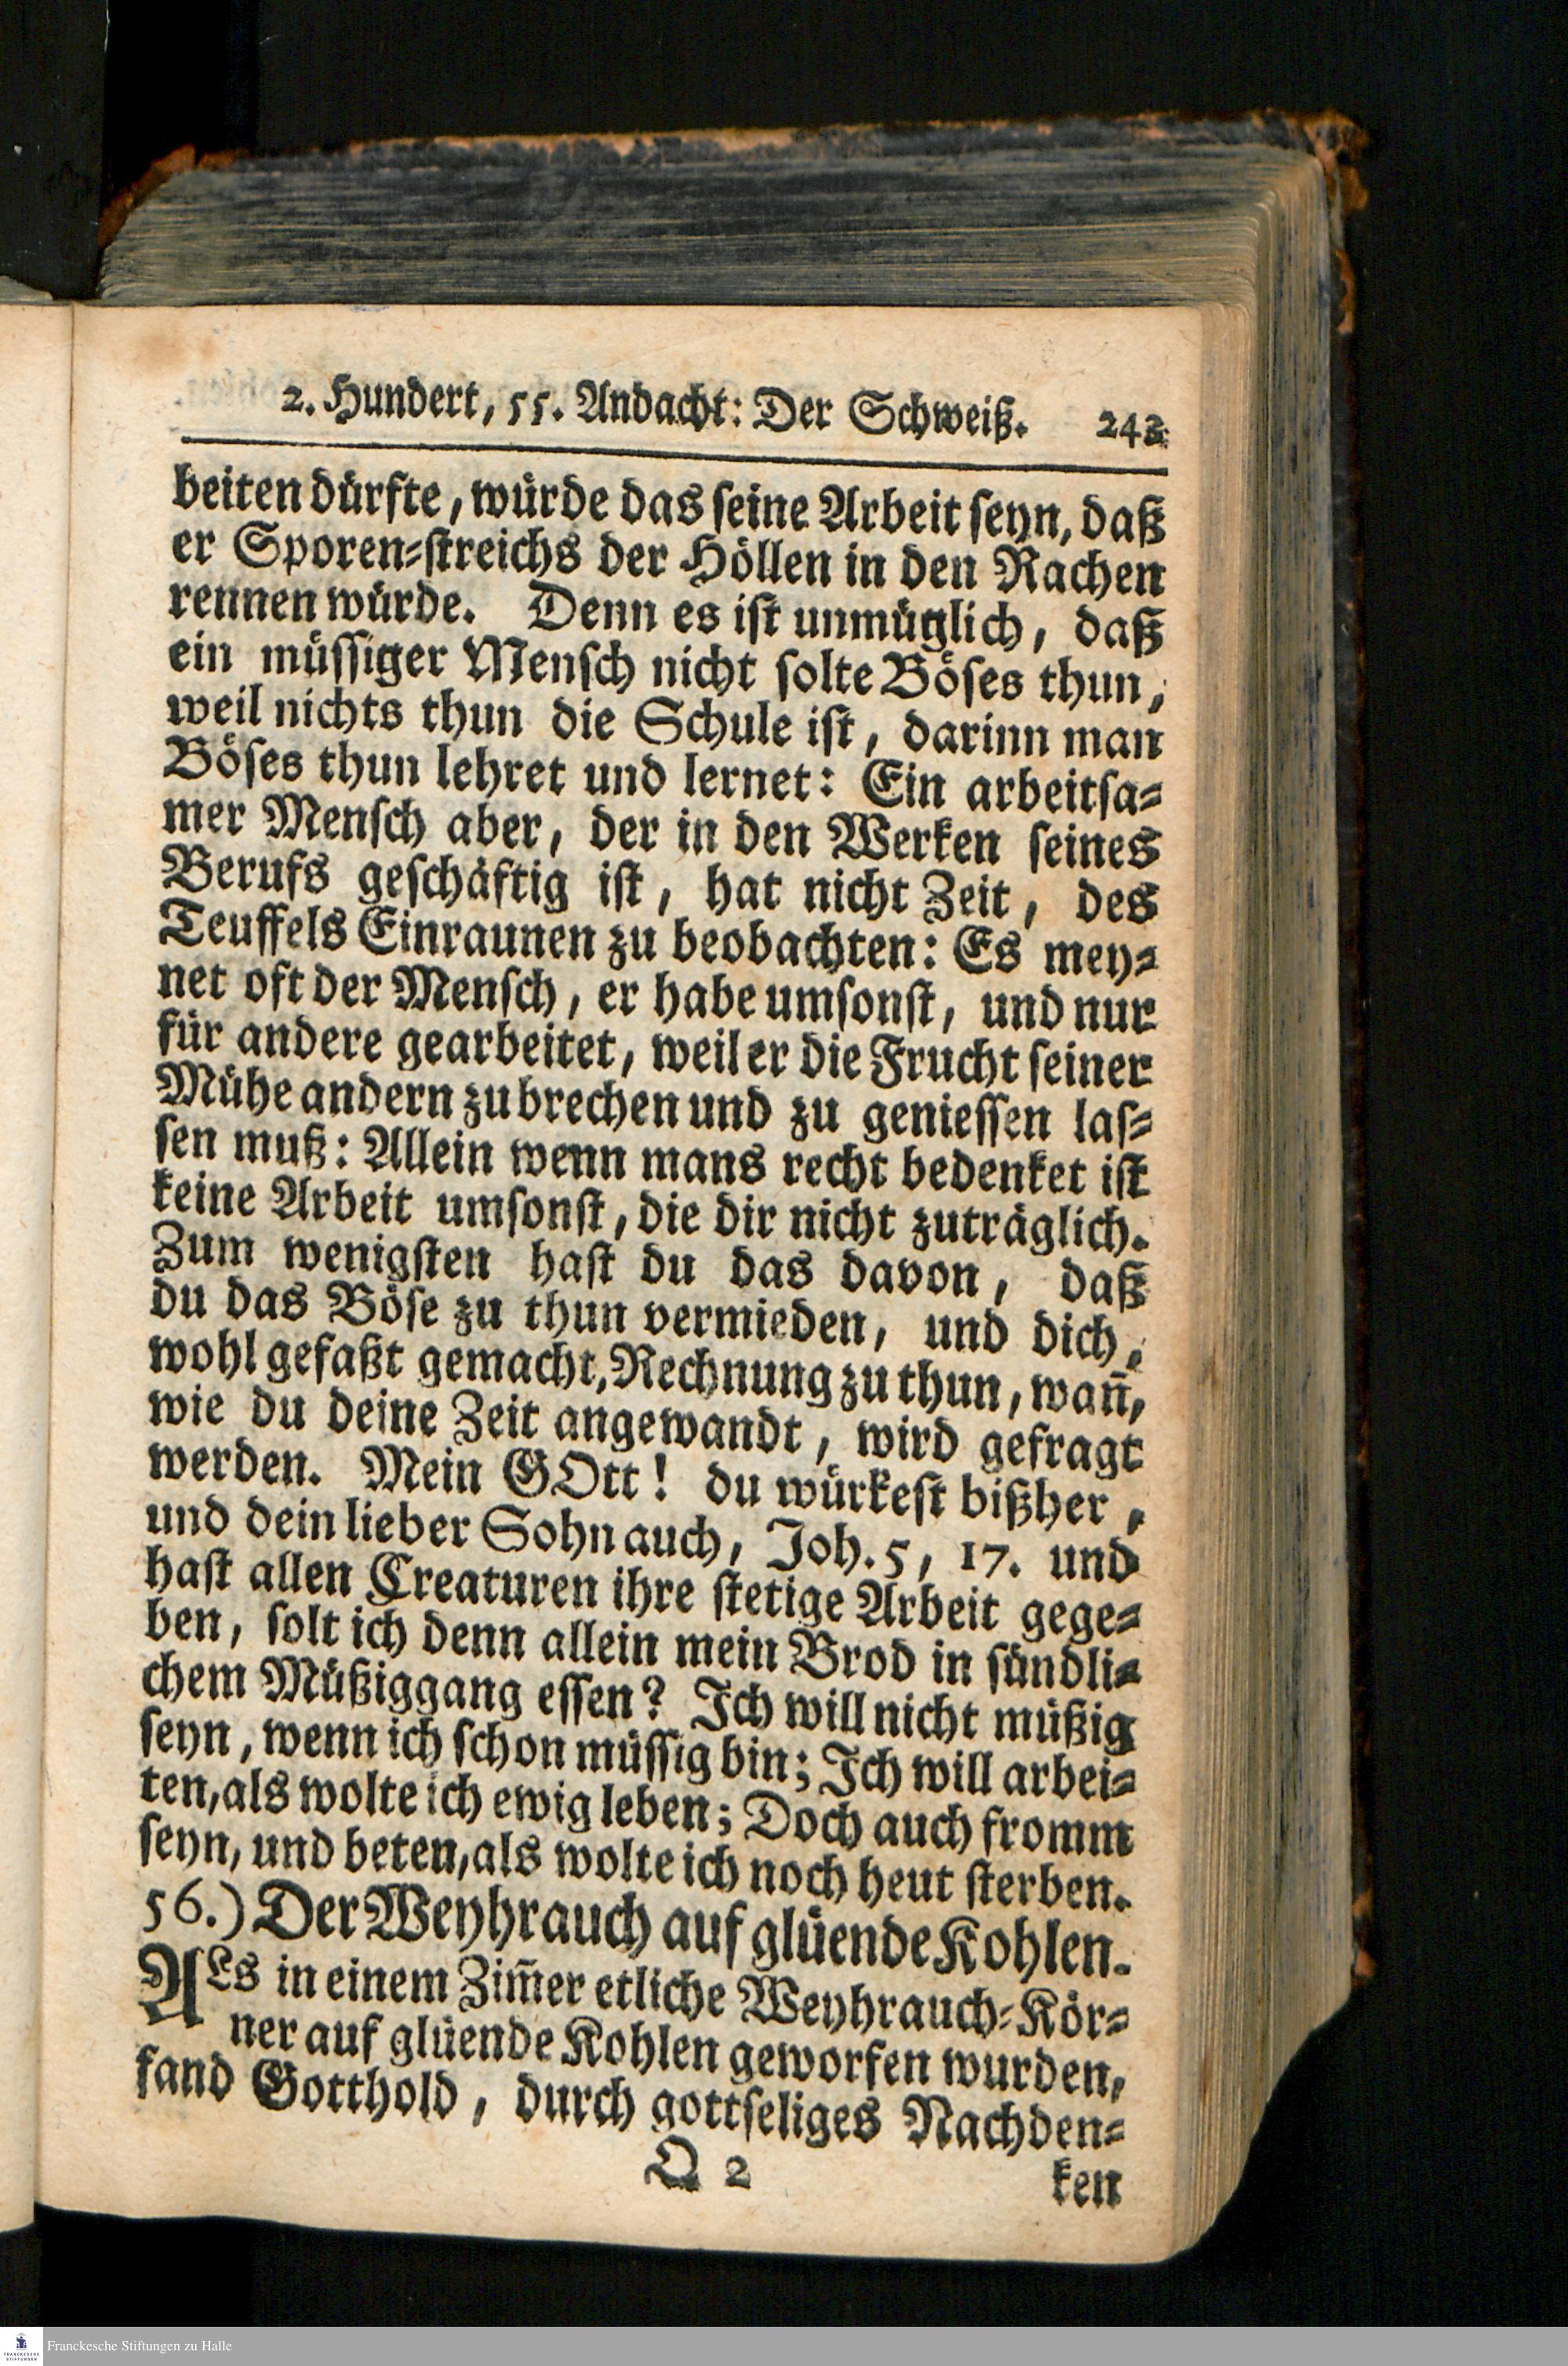 2. Hundert, 55. Andacht: Der Schweiß. 243
beiten dürfte, würde das seine Arbeit seyn, daß
er Sporen-streichs der Höllen in den Rachen
rennen würde. Denn es ist unmüglich, daß
ein müssiger Mensch nicht solte Böses thun,
weil nichts thun die Schule ist, darinn man
Böses thun lehret und lernet: Ein arbeitsa-
mer Mensch aber, der in den Werken seines
Berufs geschäftig ist, hat nicht Zeit, des
Teuffels Einraunen zu beobachten: Es mey-
net oft der Mensch, er habe umsonst, und nur
für andere gearbeitet, weil er die Frucht seiner
Mühe andern zu brechen und zu geniessen las-
sen muß: Allein wenn mans recht bedenket ist
keine Arbeit umsonst, die dir nicht zuträglich.
Zum wenigsten hast du das davon, daß
du das Böse zu thun vermieden, und dich,
wohl gefaßt gemacht, Rechnung zu thun, wañ,
wie du deine Zeit angewandt, wird gefragt
werden. Mein GOtt! du würkest bißher,
und dein lieber Sohn auch, Joh. 5, 17. und
hast allen Creaturen ihre stetige Arbeit gege-
ben, solt ich denn allein mein Brod in sündli-
chem Müßiggang essen? Ich will nicht müßig
seyn, wenn ich schon müssig bin; Ich will arbei-
ten, als wolte ich ewig leben; Doch auch fromm
seyn, und beten, als wolte ich noch heut sterben.
56.) Der Weyhrauch auf glüende Kohlen.
ALs in einem Zim̃er etliche Weyhrauch-Kör-
ner auf glüende Kohlen geworfen wurden,
fand Gotthold, durch gottseliges Nachden-
Q 2 ken
FRANCKESCHE STIFTUNGEN
Franckesche Stiftungen zu Halle